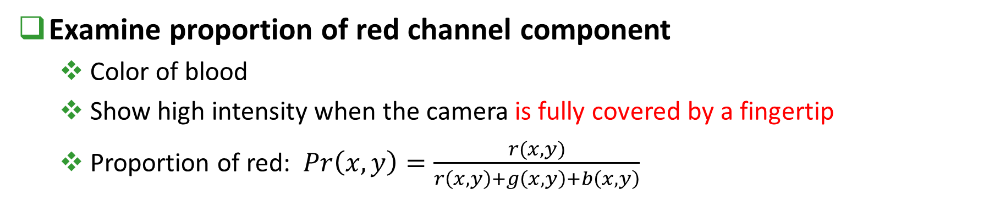 Examine proportion of red channel component
Color of blood
Show high intensity when the camera is fully covered by a fingertip
Proportion of red: Pr(x, y) = r(x,y) / r(x,y)+g(x,y)+b(x,y)